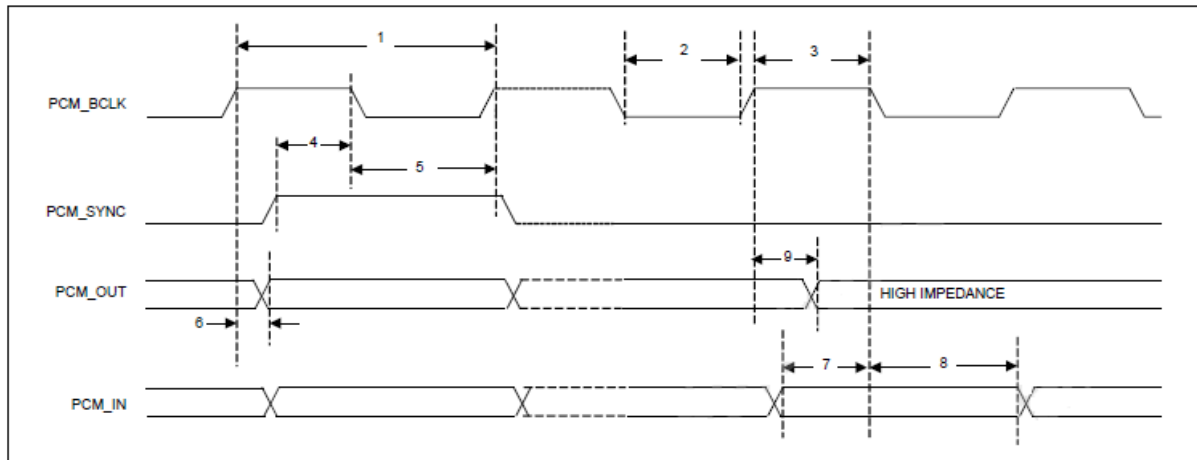 1
2
3
PCM_BCLK
4
5
PCM_SYNC
9
PCM_OUT
HIGH IMPEDANCE
6
7
8
PCM_IN